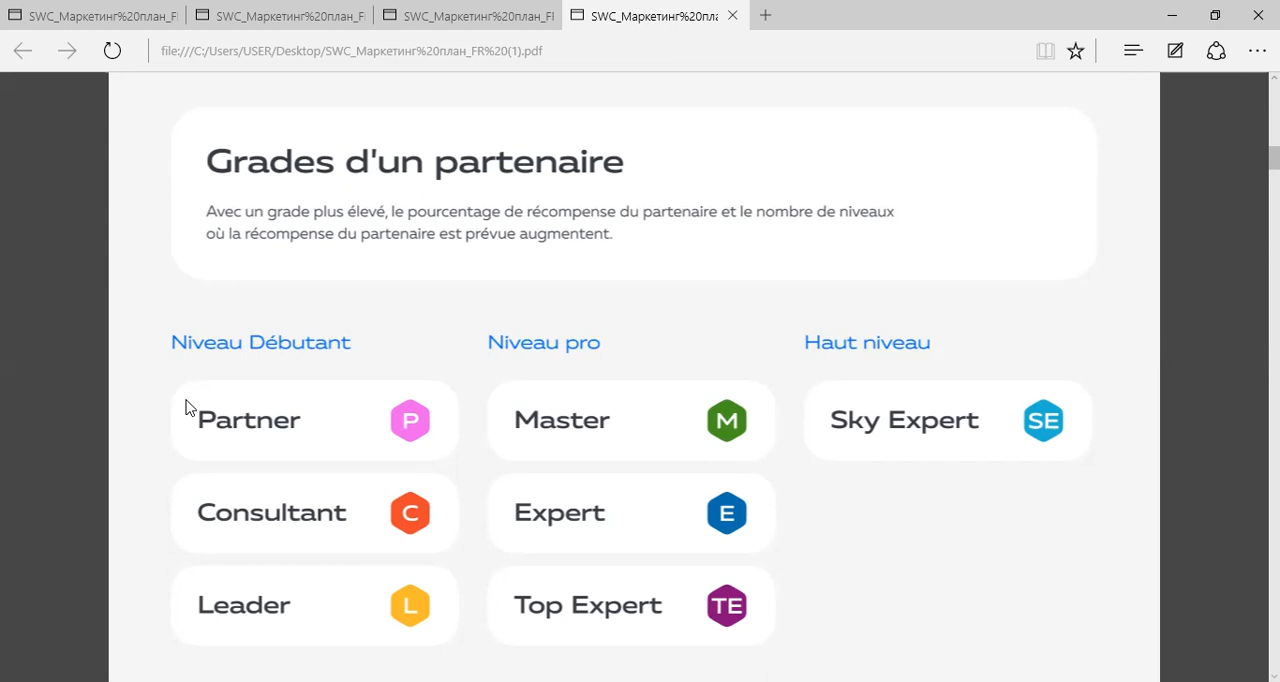 SWC_Маркетинг%20план_FI
SWC_Маркетинг%20план_F
SWC_Маркетинг%20план_FI
SWC_Маркетинг%20пла
file:///C:/Users/USER/Desktop/SWC_Маркетинг%20план_FR%20(1).pdf
Grades d'un partenaire
Avec un grade plus élevé, le pourcentage de récompense du partenaire et le nombre de niveaux
où la récompense du partenaire est prévue augmentent.
Niveau Débutant
Partner P
Consultant C
Leader L
Niveau pro
Master M
Expert E
Top Expert TE
Haut niveau
Sky Expert SE